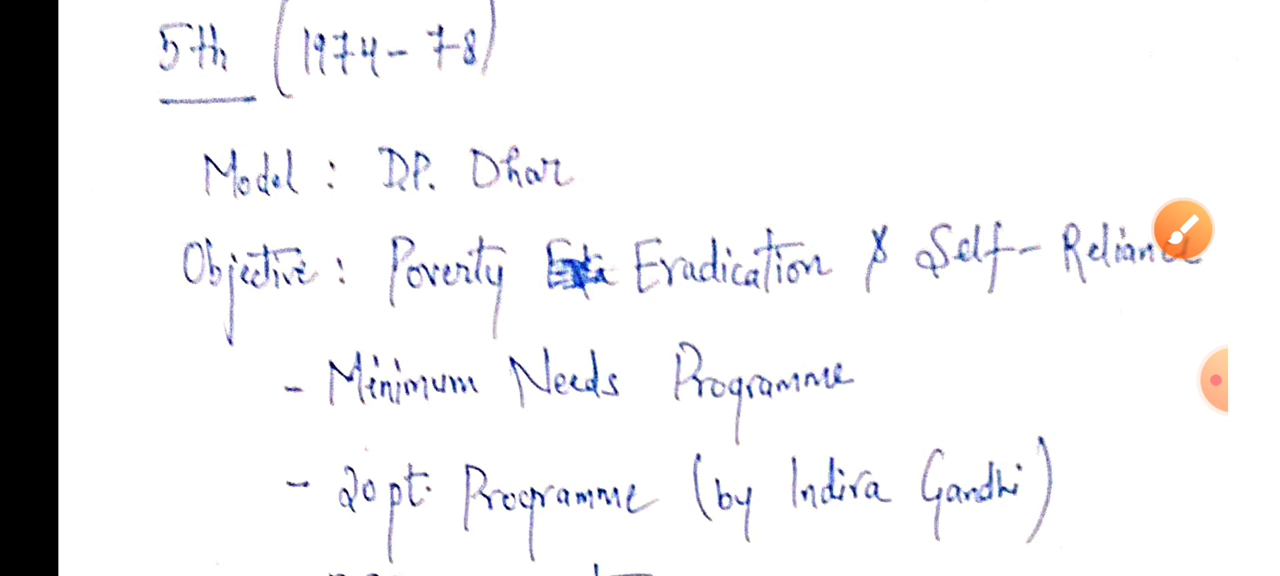 5th (1974-78)
Model : D.P. Dhar
Objective : Poverty Eradication & Self-Reliance
- Minimum Needs Programme
- 20 pt. Programme (by Indira Gandhi)